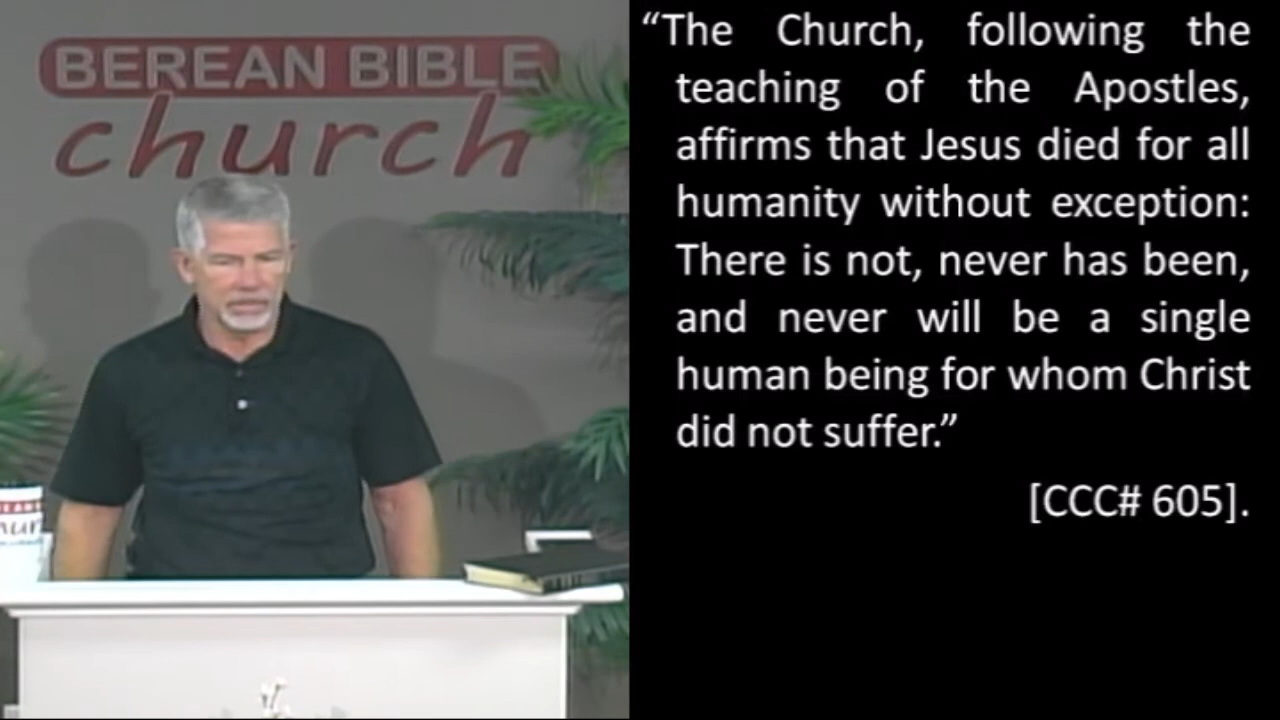 BEREAN BIBLE
church
“The Church, following the
teaching of the Apostles,
affirms that Jesus died for all
humanity without exception:
There is not, never has been,
and never will be a single
human being for whom Christ
did not suffer.”
[CCC# 605].